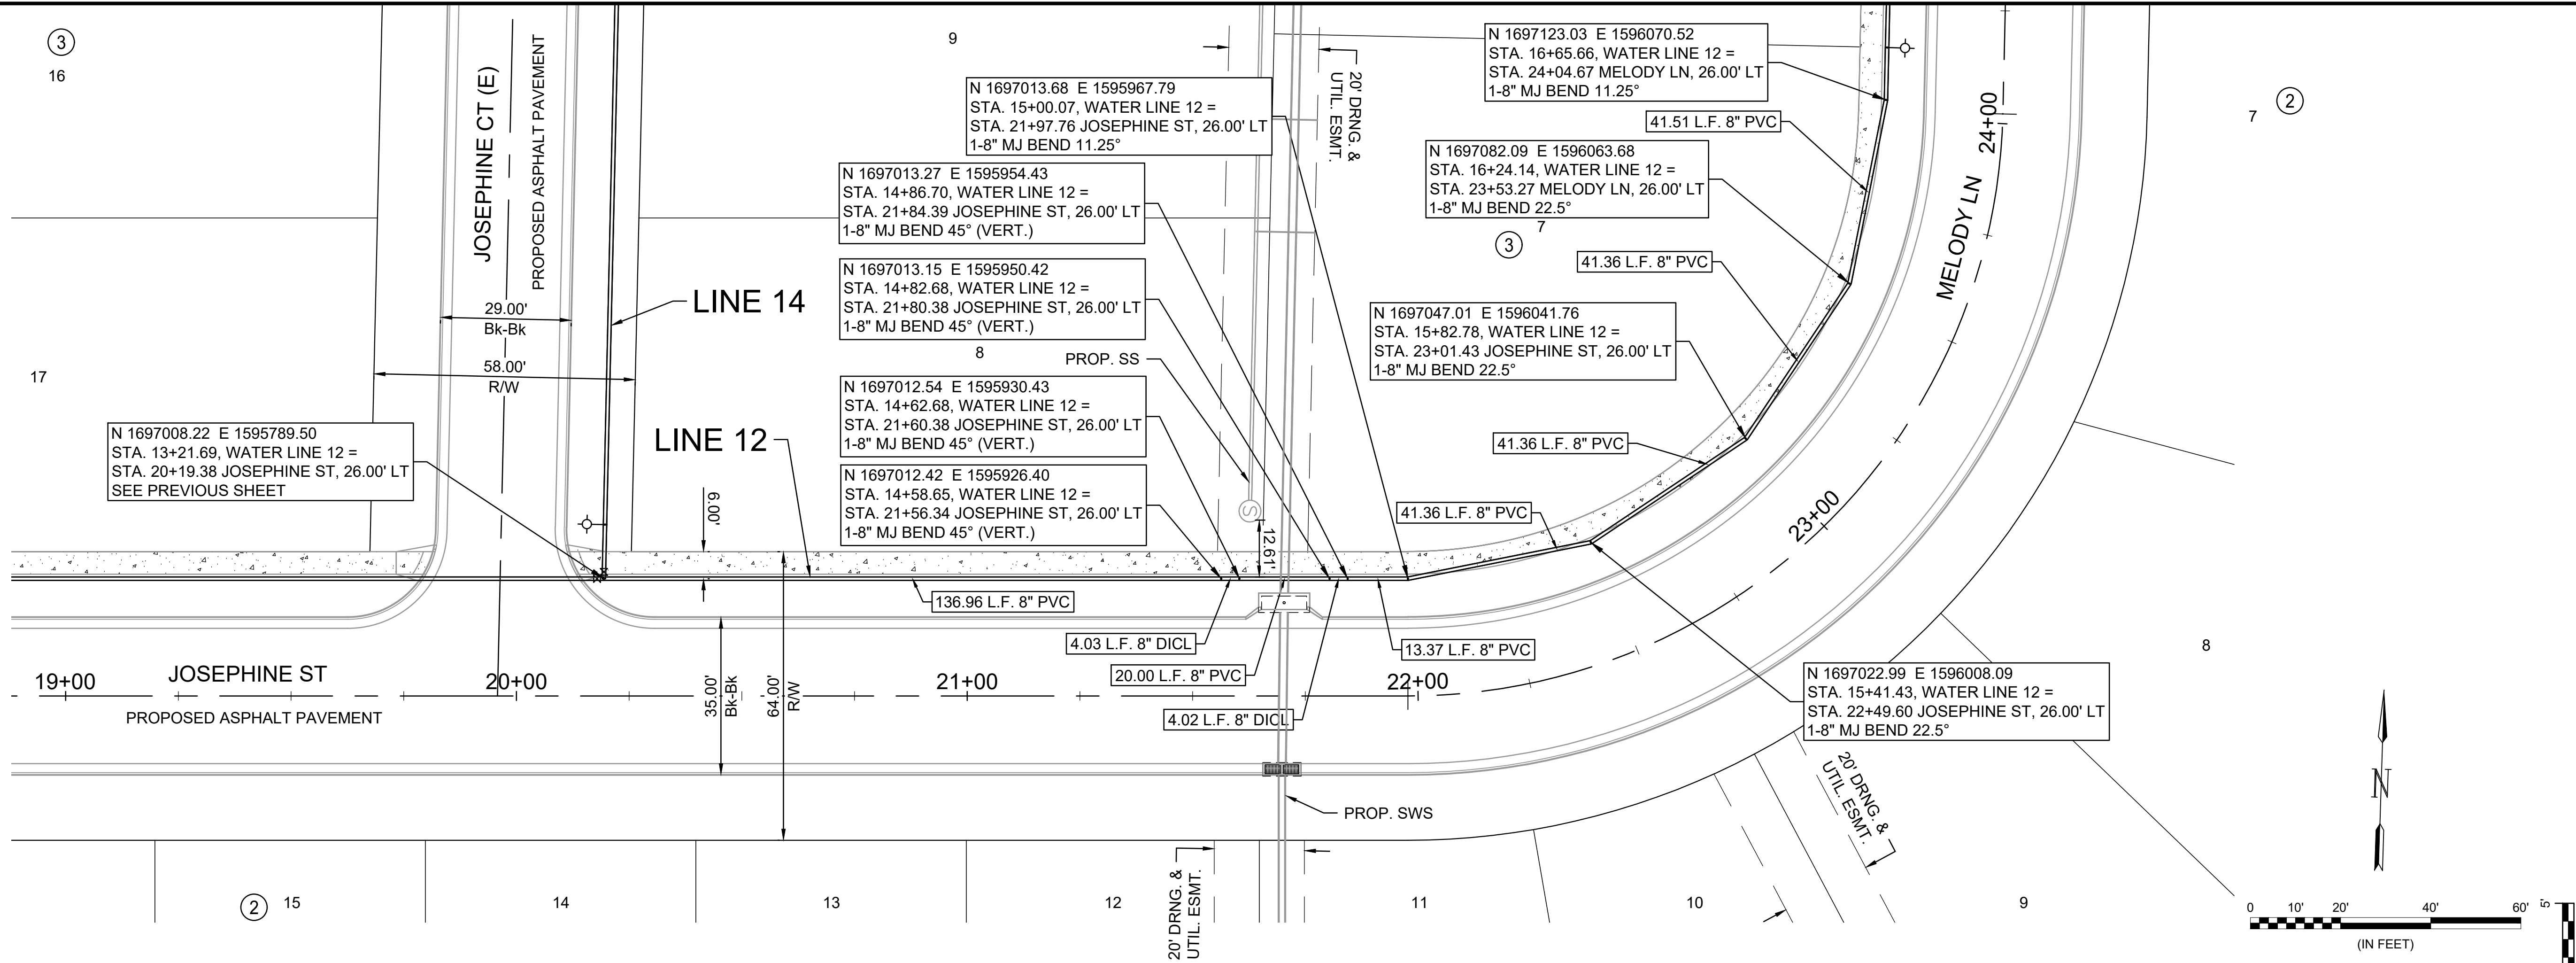 3
16
JOSEPHINE CT (E)
PROPOSED ASPHALT PAVEMENT
9
20' DRNG. &
UTIL. ESMT.
N 1697123.03 E 1596070.52
STA. 16+65.66, WATER LINE 12 =
STA. 24+04.67 MELODY LN, 26.00' LT
1-8" MJ BEND 11.25°
2
7
24+00
N 1697013.68 E 1595967.79
STA. 15+00.07, WATER LINE 12 =
STA. 21+97.76 JOSEPHINE ST, 26.00' LT
1-8" MJ BEND 11.25°
41.51 L.F. 8" PVC
N 1697082.09 E 1596063.68
STA. 16+24.14, WATER LINE 12 =
STA. 23+53.27 MELODY LN, 26.00' LT
1-8" MJ BEND 22.5°
N 1697013.27 E 1595954.43
STA. 14+86.70, WATER LINE 12 =
STA. 21+84.39 JOSEPHINE ST, 26.00' LT
1-8" MJ BEND 45° (VERT.)
7
3
MELODY LN
41.36 L.F. 8" PVC
N 1697013.15 E 1595950.42
STA. 14+82.68, WATER LINE 12 =
STA. 21+80.38 JOSEPHINE ST, 26.00' LT
1-8" MJ BEND 45° (VERT.)
LINE 14
29.00'
Bk-Bk
N 1697047.01 E 1596041.76
STA. 15+82.78, WATER LINE 12 =
STA. 23+01.43 JOSEPHINE ST, 26.00' LT
1-8" MJ BEND 22.5°
8
PROP. SS
58.00'
R/W
17
N 1697012.54 E 1595930.43
STA. 14+62.68, WATER LINE 12 =
STA. 21+60.38 JOSEPHINE ST, 26.00' LT
1-8" MJ BEND 45° (VERT.)
N 1697008.22 E 1595789.50
STA. 13+21.69, WATER LINE 12 =
STA. 20+19.38 JOSEPHINE ST, 26.00' LT
SEE PREVIOUS SHEET
LINE 12
41.36 L.F. 8" PVC
N 1697012.42 E 1595926.40
STA. 14+58.65, WATER LINE 12 =
STA. 21+56.34 JOSEPHINE ST, 26.00' LT
1-8" MJ BEND 45° (VERT.)
6.00'
S
12.61'
41.36 L.F. 8" PVC
23+00
136.96 L.F. 8" PVC
4.03 L.F. 8" DICL
13.37 L.F. 8" PVC
20.00 L.F. 8" PVC
4.02 L.F. 8" DICL
8
N 1697022.99 E 1596008.09
STA. 15+41.43, WATER LINE 12 =
STA. 22+49.60 JOSEPHINE ST, 26.00' LT
1-8" MJ BEND 22.5°
JOSEPHINE ST
19+00
20+00
21+00
22+00
35.00'
Bk-Bk
64.00'
R/W
PROPOSED ASPHALT PAVEMENT
20' DRNG. &
UTIL. ESMT.
PROP. SWS
N
20' DRNG. &
UTIL. ESMT.
2
15
14
13
12
11
10
9
0 10' 20' 40' 60'
(IN FEET)
5'